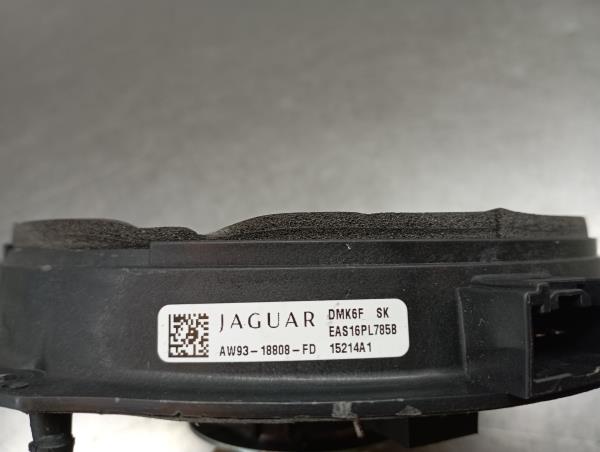 JAGUAR DMK6F SK
EAS16PL785B
AW93-18808-FD 15214A1